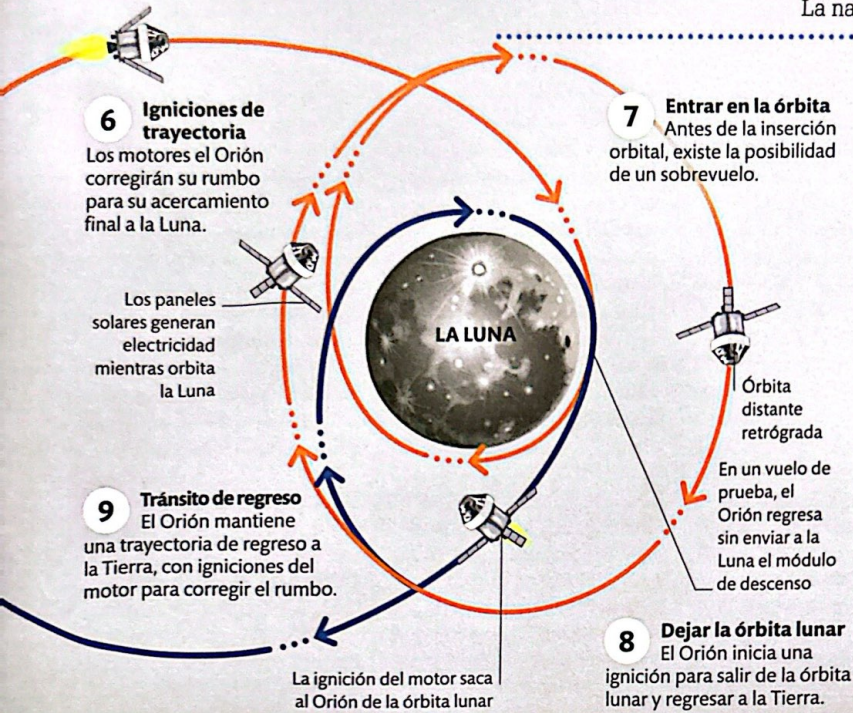 La na
6 Igniciones de
trayectoria
Los motores el Orión
corregirán su rumbo
para su acercamiento
final a la Luna.
7 Entrar en la órbita
Antes de la inserción
orbital, existe la posibilidad
de un sobrevuelo.
Los paneles
solares generan
electricidad
mientras orbita
la Luna
LA LUNA
Órbita
distante
retrógrada
En un vuelo de
prueba, el
Orión regresa
sin enviar a la
Luna el módulo
de descenso
9 Tránsito de regreso
El Orión mantiene
una trayectoria de regreso a
la Tierra, con igniciones del
motor para corregir el rumbo.
8 Dejar la órbita lunar
El Orión inicia una
ignición para salir de la órbita
lunar y regresar a la Tierra.
La ignición del motor saca
al Orión de la órbita lunar